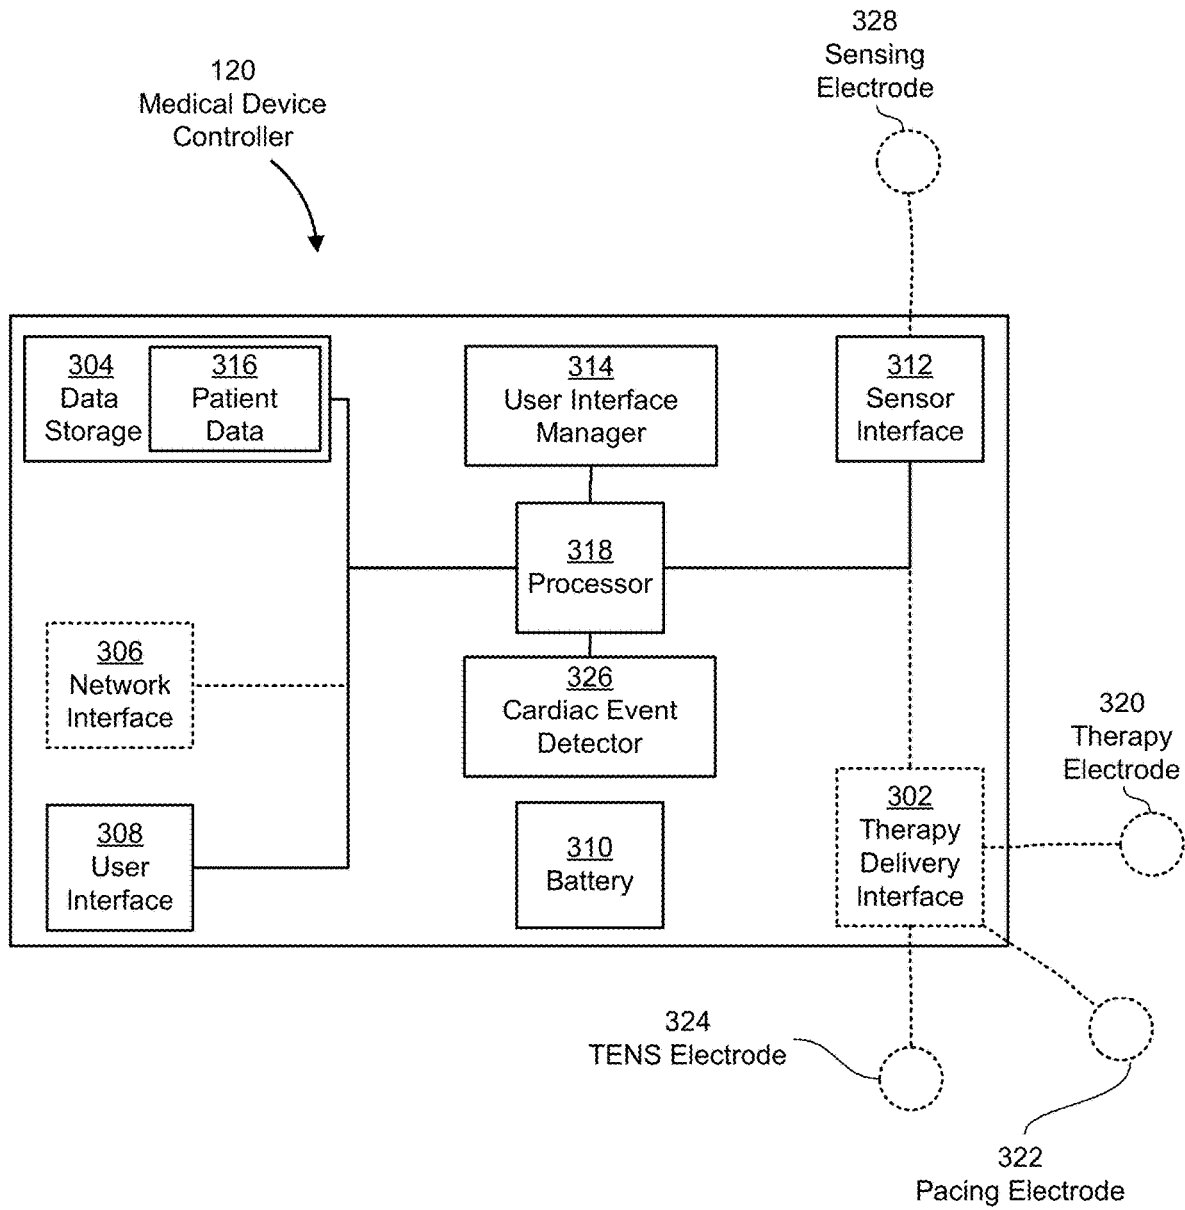 328
Sensing
Electrode
120
Medical Device
Controller
304
Data
Storage
316
Patient
Data
314
User Interface
Manager
312
Sensor
Interface
318
Processor
306
Network
Interface
326
Cardiac Event
Detector
320
Therapy
Electrode
308
User
Interface
310
Battery
302
Therapy
Delivery
Interface
324
TENS Electrode
322
Pacing Electrode